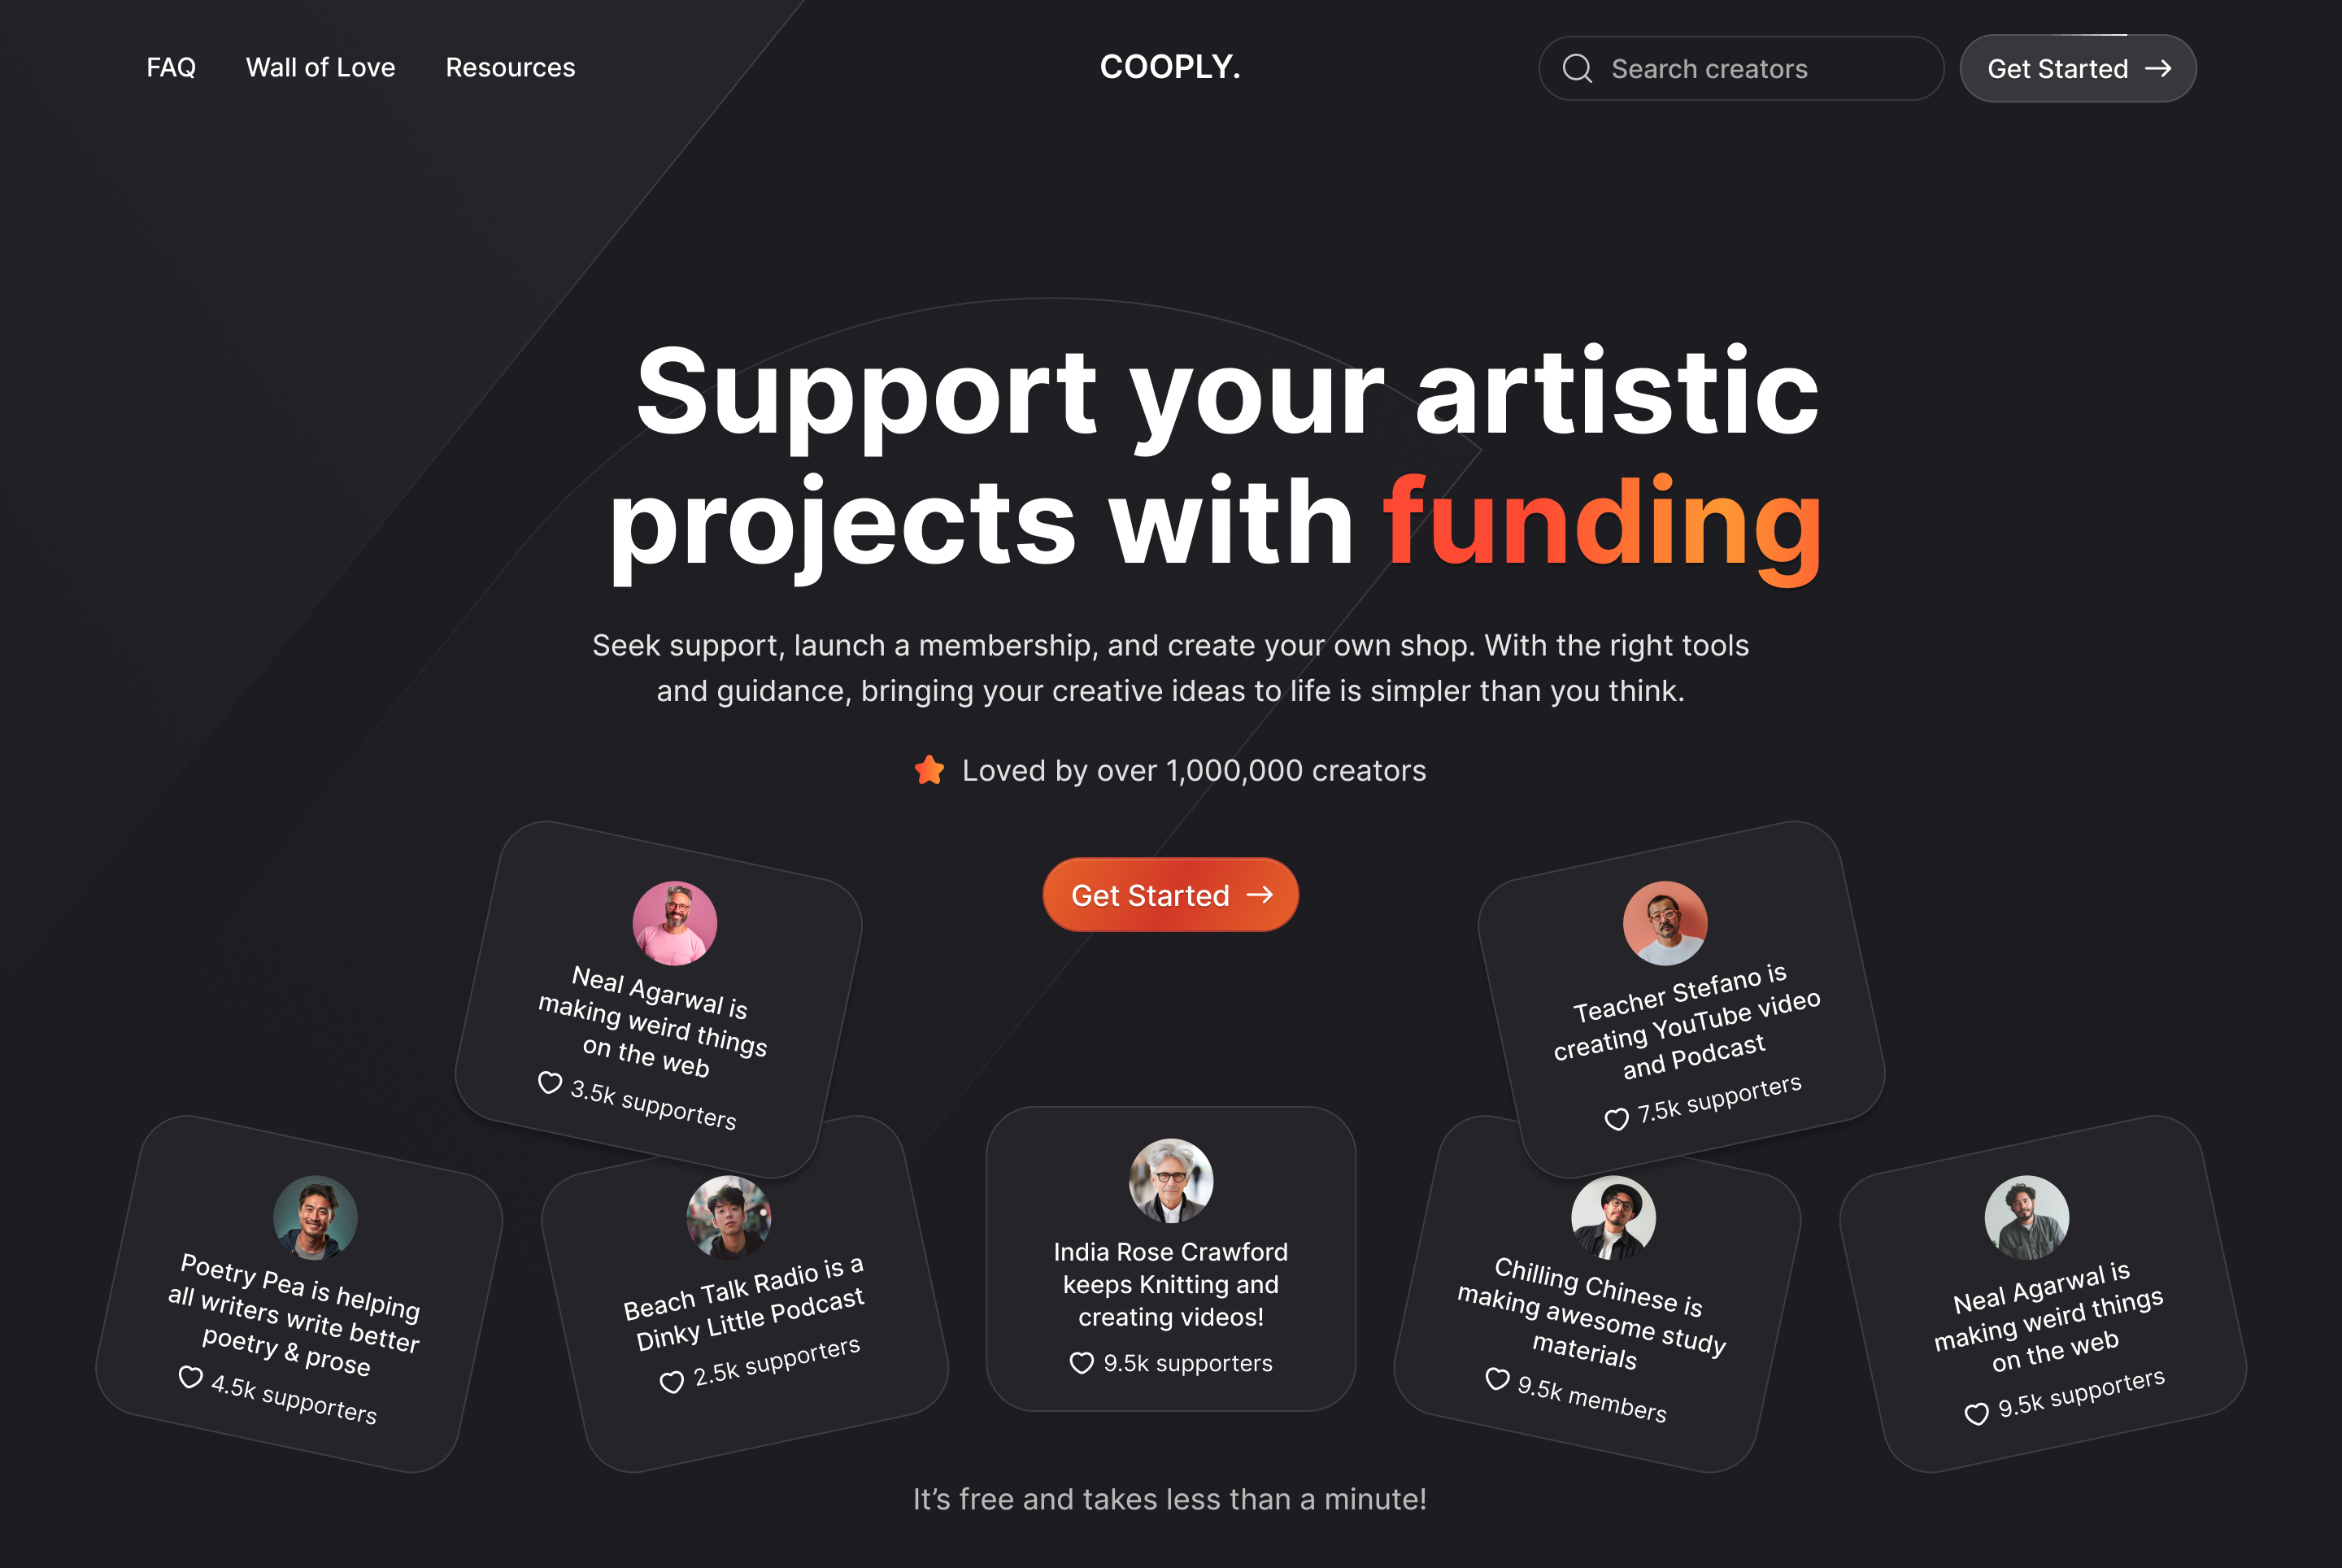 FAQ
Wall of Love
Resources
COOPLY.
Search creators
Get Started
Support your artistic
projects with funding
Seek support, launch a membership, and create your own shop. With the right tools
and guidance, bringing your creative ideas to life is simpler than you think.
Loved by over 1,000,000 creators
Get Started
Neal Agarwal is
making weird things
on the web
3.5k supporters
Teacher Stefano is
creating YouTube video
and Podcast
7.5k supporters
Poetry Pea is helping
all writers write better
poetry & prose
4.5k supporters
Beach Talk Radio is a
Dinky Little Podcast
2.5k supporters
India Rose Crawford
keeps Knitting and
creating videos!
9.5k supporters
Chilling Chinese is
making awesome study
materials
9.5k members
Neal Agarwal is
making weird things
on the web
9.5k supporters
It’s free and takes less than a minute!